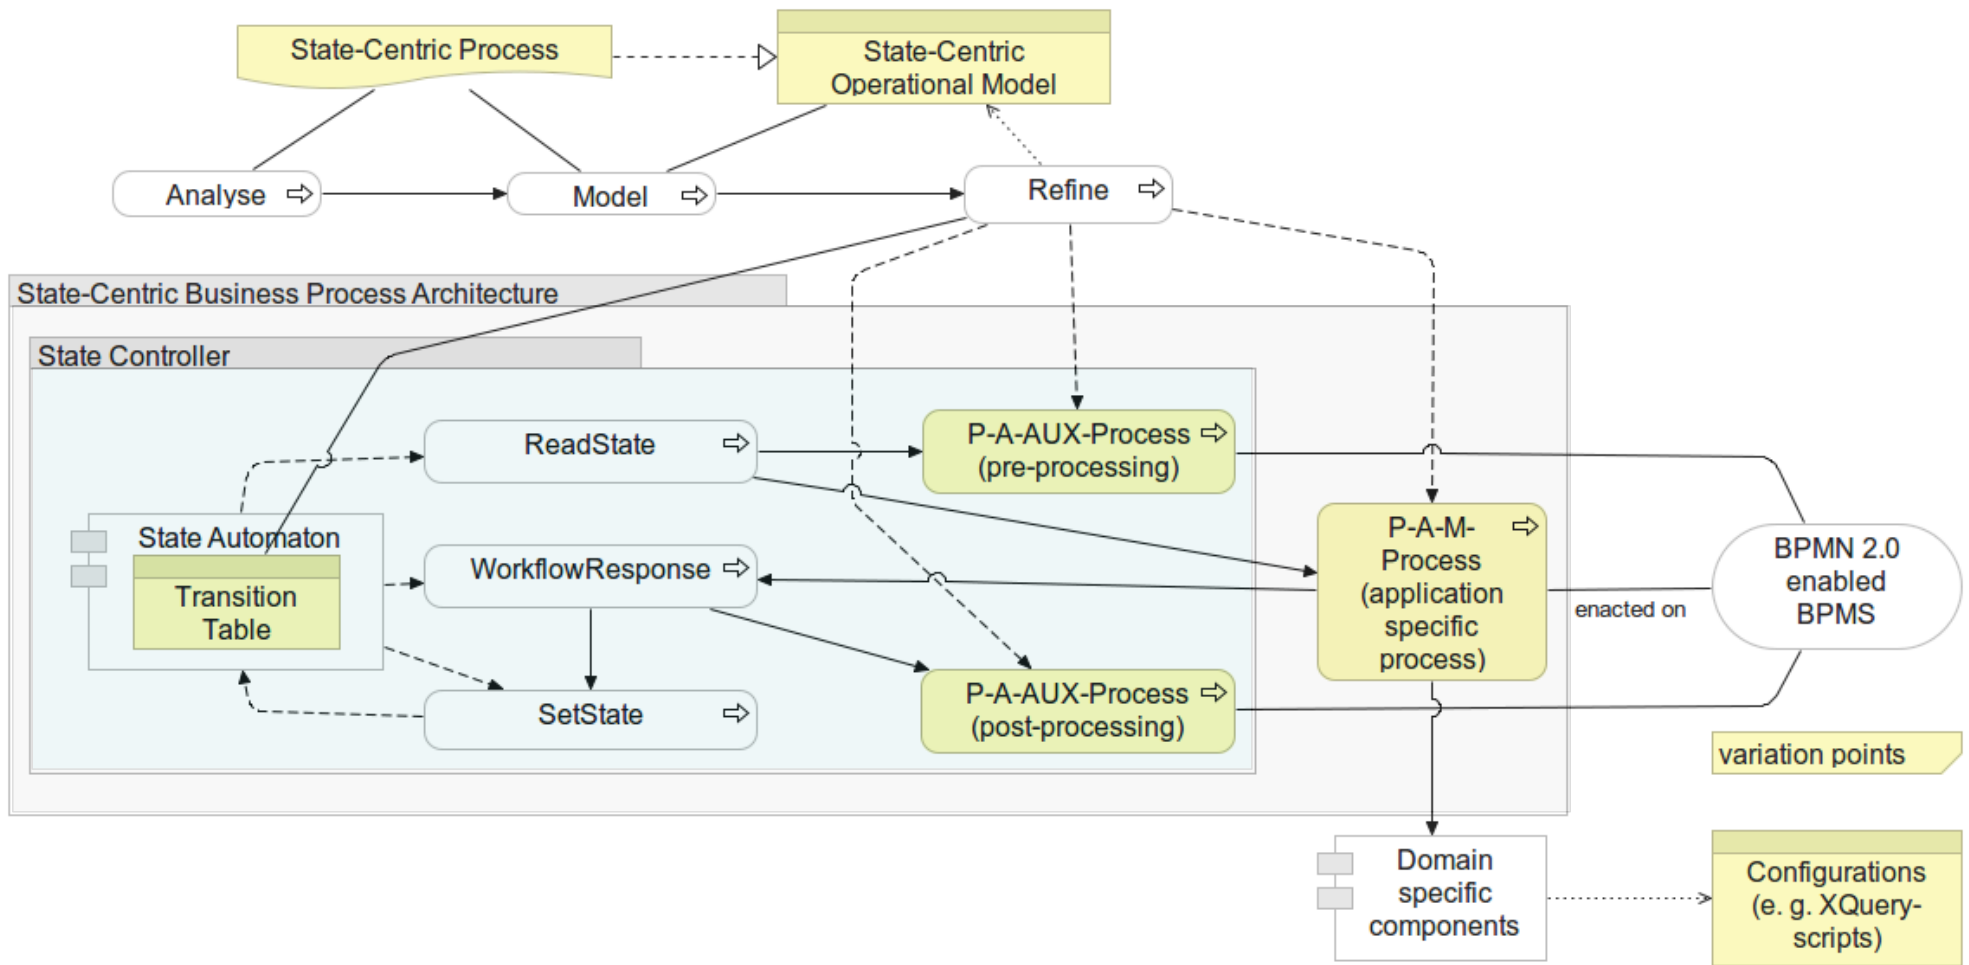 State-Centric Process
State-Centric
Operational Model
Analyse
Model
Refine
State-Centric Business Process Architecture
State Controller
ReadState
P-A-AUX-Process
(pre-processing)
State Automaton
Transition
Table
WorkflowResponse
P-A-M-
Process
(application
specific
process)
enacted on
BPMN 2.0
enabled
BPMS
SetState
P-A-AUX-Process
(post-processing)
variation points
Domain
specific
components
Configurations
(e. g. XQuery-
scripts)